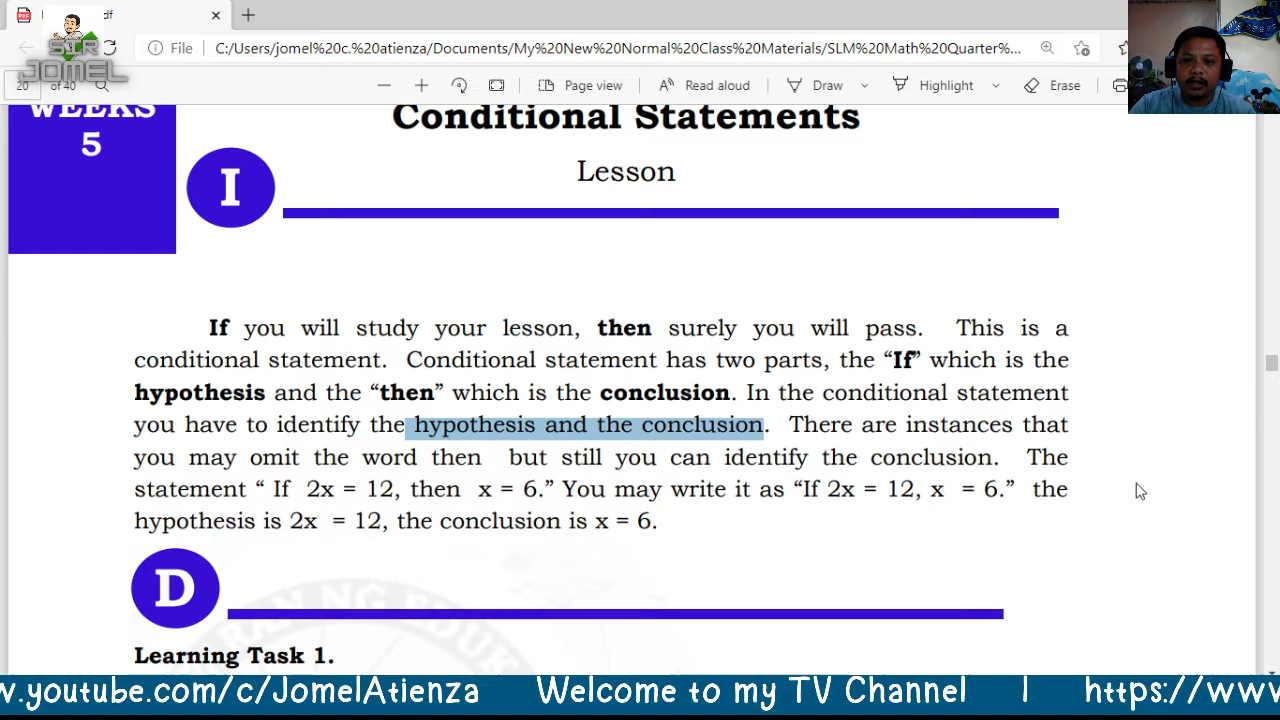 df
File
C:/Users/jomel%20c.%20atienza/Documents/My%20New%20Normal%20Class%20Materials/SLM%20Math%20Quarter%...
SIR
JOMEL
20 of 40
Page view
Read aloud
Draw
Highlight
Erase
WEEKS
5
Conditional Statements
Lesson
I
If you will study your lesson, then surely you will pass. This is a
conditional statement. Conditional statement has two parts, the “If” which is the
hypothesis and the “then” which is the conclusion. In the conditional statement
you have to identify the hypothesis and the conclusion. There are instances that
you may omit the word then but still you can identify the conclusion. The
statement “ If 2x = 12, then x = 6.” You may write it as “If 2x = 12, x = 6.” the
hypothesis is 2x = 12, the conclusion is x = 6.
D
Learning Task 1.
w.youtube.com/c/JomelAtienza Welcome to my TV Channel I https://www